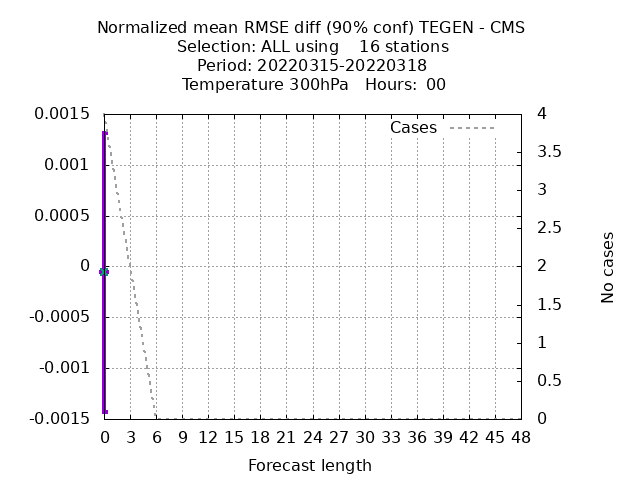 Normalized mean RMSE diff (90% conf) TEGEN - CMS
Selection: ALL using    16 stations
Period: 20220315-20220318
Temperature 300hPa   Hours:  00
0.0015
0.001
0.0005
0
-0.0005
-0.001
-0.0015
Cases
4
3.5
3
2.5
2
1.5
1
0.5
0
No cases
0 3 6 9 12 15 18 21 24 27 30 33 36 39 42 45 48
Forecast length